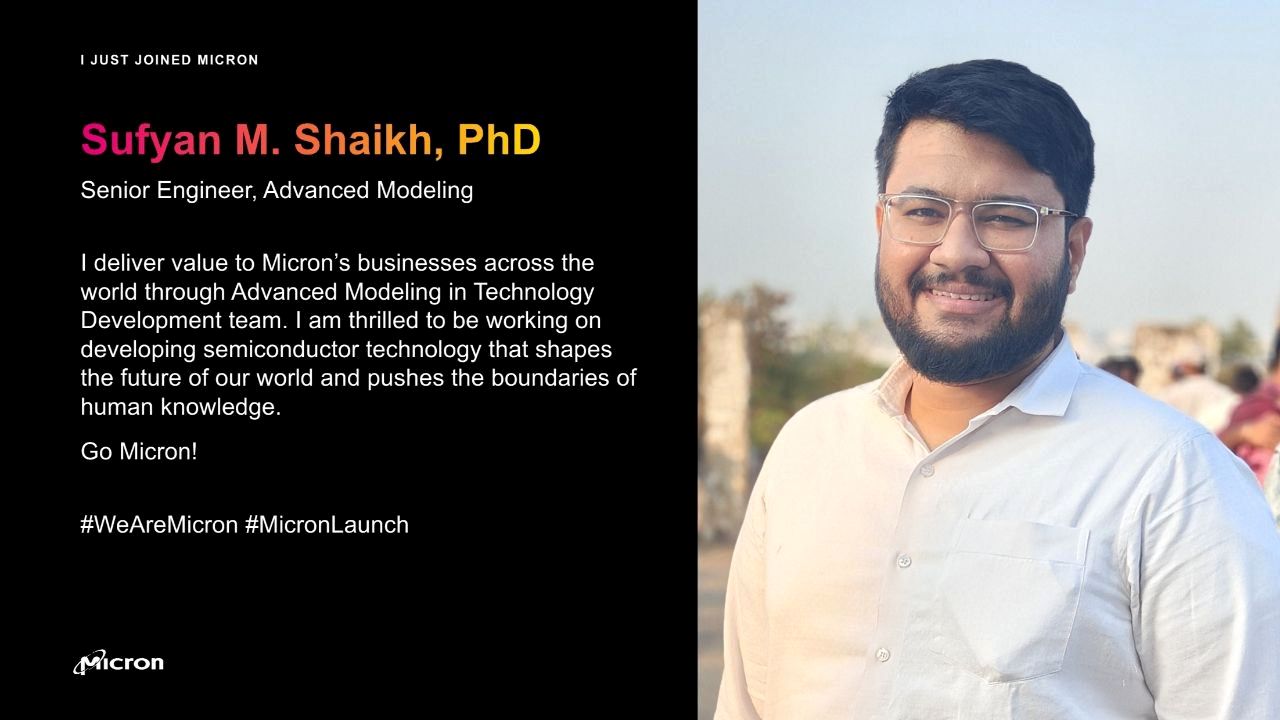 I JUST JOINED MICRON
Sufyan M. Shaikh, PhD
Senior Engineer, Advanced Modeling
I deliver value to Micron’s businesses across the
world through Advanced Modeling in Technology
Development team. I am thrilled to be working on
developing semiconductor technology that shapes
the future of our world and pushes the boundaries of
human knowledge.
Go Micron!
#WeAreMicron #MicronLaunch
Micron